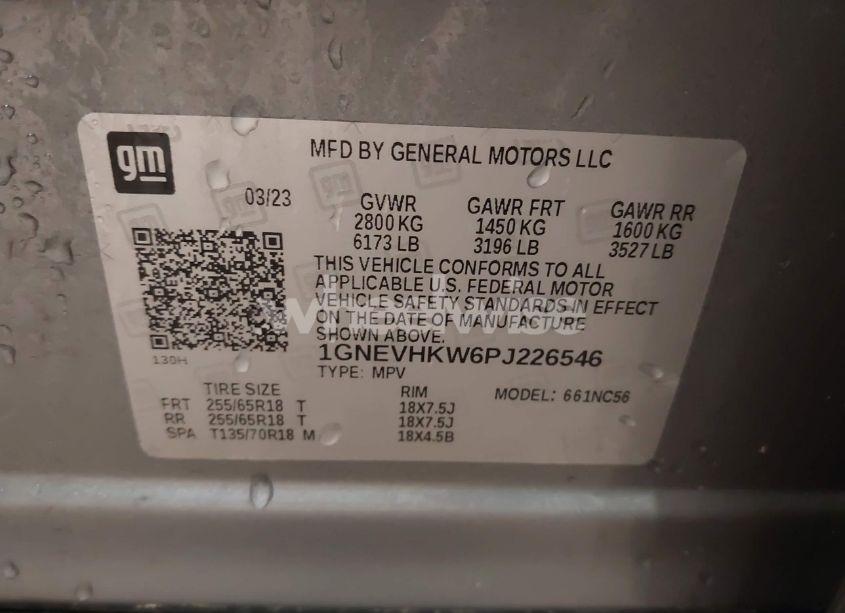 gm
MFD BY GENERAL MOTORS LLC
03/23
GVWR GAWR FRT GAWR RR
2800 KG 1450 KG 1600 KG
6173 LB 3196 LB 3527 LB
THIS VEHICLE CONFORMS TO ALL
APPLICABLE U.S. FEDERAL MOTOR
VEHICLE SAFETY STANDARDS IN EFFECT
ON THE DATE OF MANUFACTURE
SHOWN ABOVE.
130H
1GNEVHKW6PJ226546
TYPE: MPV
MODEL: 661NC56
TIRE SIZE RIM
FRT 255/65R18 T 18X7.5J
RR 255/65R18 T 18X7.5J
SPA T135/70R18 M 18X4.5B